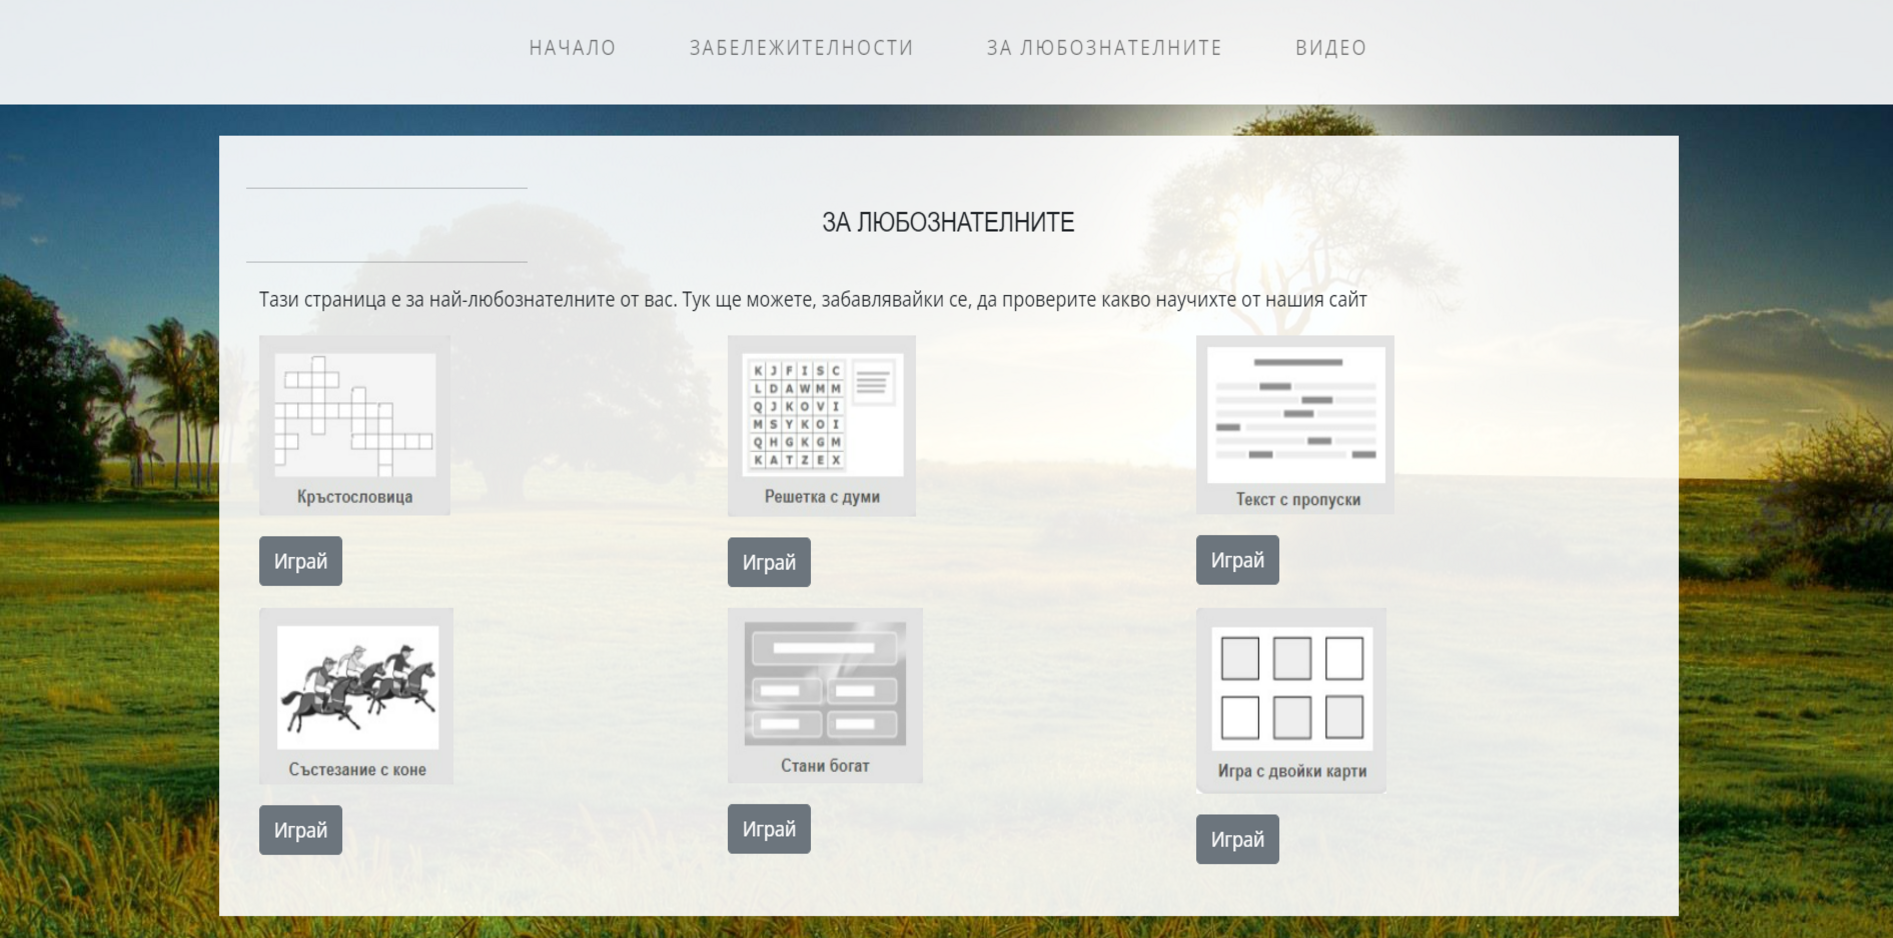 НАЧАЛО ЗАБЕЛЕЖИТЕЛНОСТИ ЗА ЛЮБОЗНАТЕЛНИТЕ ВИДЕО
ЗА ЛЮБОЗНАТЕЛНИТЕ
Тази страница е за най-любознателните от вас. Тук ще можете, забавлявайки се, да проверите какво научихте от нашия сайт
K J F I S C
L D A W M M
Q J K O V I
M S Y K O I
Q H G K G M
K A T Z E X
Кръстословица Решетка с думи Текст с пропуски
Играй Играй Играй
Състезание с коне Стани богат Игра с двойки карти
Играй Играй Играй